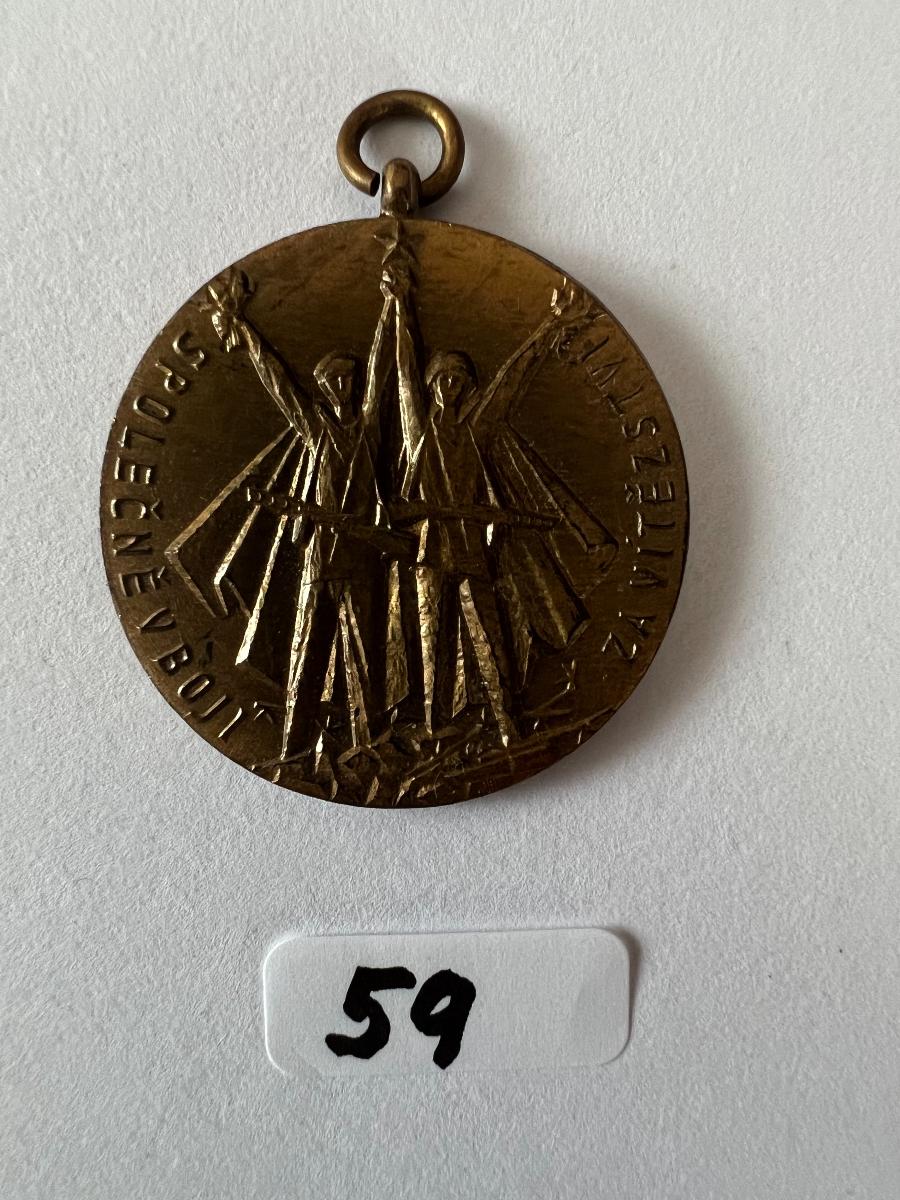 SPOLEČNĚ V BOJI
ZA VÍTĚZSTVÍ
59